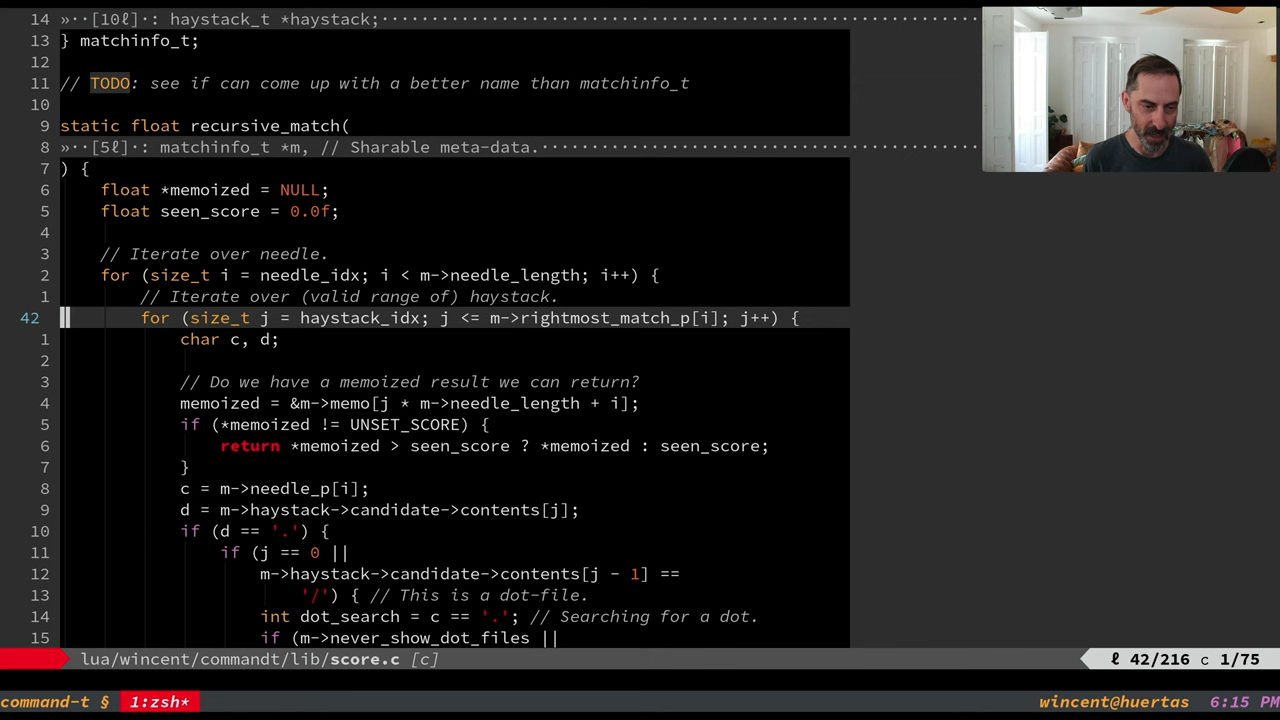 14 »··[10ℓ]·: haystack_t *haystack;············································
13 } matchinfo_t;
12
11 // TODO: see if can come up with a better name than matchinfo_t
10
9 static float recursive_match(
8 »··[5ℓ]·: matchinfo_t *m, // Sharable meta-data.············································
7 ) {
6 float *memoized = NULL;
5 float seen_score = 0.0f;
4
3 // Iterate over needle.
2 for (size_t i = needle_idx; i < m->needle_length; i++) {
1 // Iterate over (valid range of) haystack.
42 for (size_t j = haystack_idx; j <= m->rightmost_match_p[i]; j++) {
1 char c, d;
2
3 // Do we have a memoized result we can return?
4 memoized = &m->memo[j * m->needle_length + i];
5 if (*memoized != UNSET_SCORE) {
6 return *memoized > seen_score ? *memoized : seen_score;
7 }
8 c = m->needle_p[i];
9 d = m->haystack->candidate->contents[j];
10 if (d == '.') {
11 if (j == 0 ||
12 m->haystack->candidate->contents[j - 1] ==
13 '/') { // This is a dot-file.
14 int dot_search = c == '.'; // Searching for a dot.
15 if (m->never_show_dot_files ||
lua/wincent/commandt/lib/score.c [c] ℓ 42/216 c 1/75
command-t § 1:zsh* wincent@huertas 6:15 PM